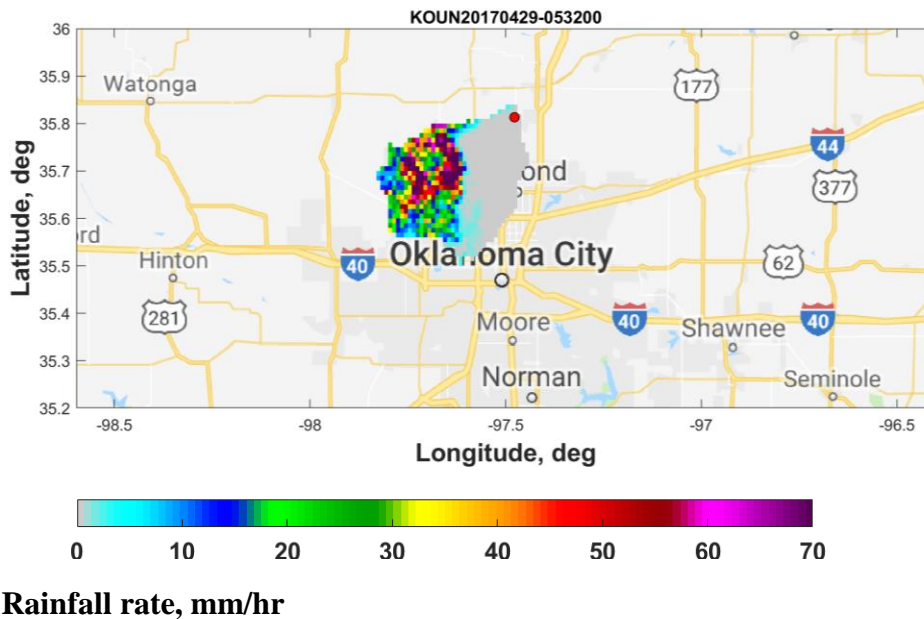 KOUN20170429-053200
36
35.9
35.8
35.7
35.6
35.5
35.4
35.3
35.2
Latitude, deg
Watonga
177
44
ond
377
ord
Hinton
40
Oklahoma City
62
281
Moore
40
Shawnee
40
Norman
Seminole
-98.5 -98 -97.5 -97 -96.5
Longitude, deg
0 10 20 30 40 50 60 70
Rainfall rate, mm/hr